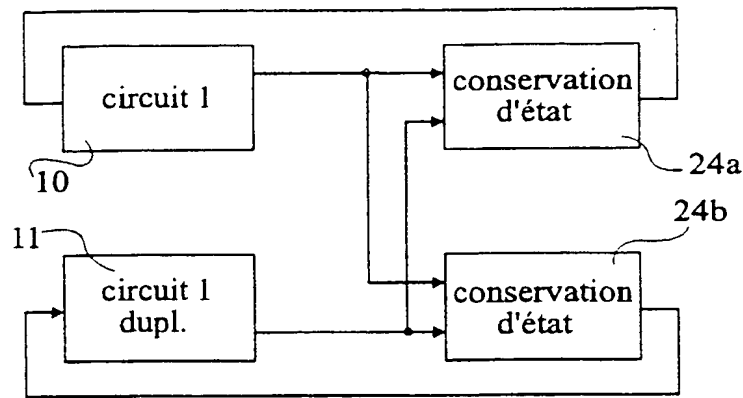 circuit 1
conservation
d'état
10
24a
24b
11
circuit 1
dupl.
conservation
d'état